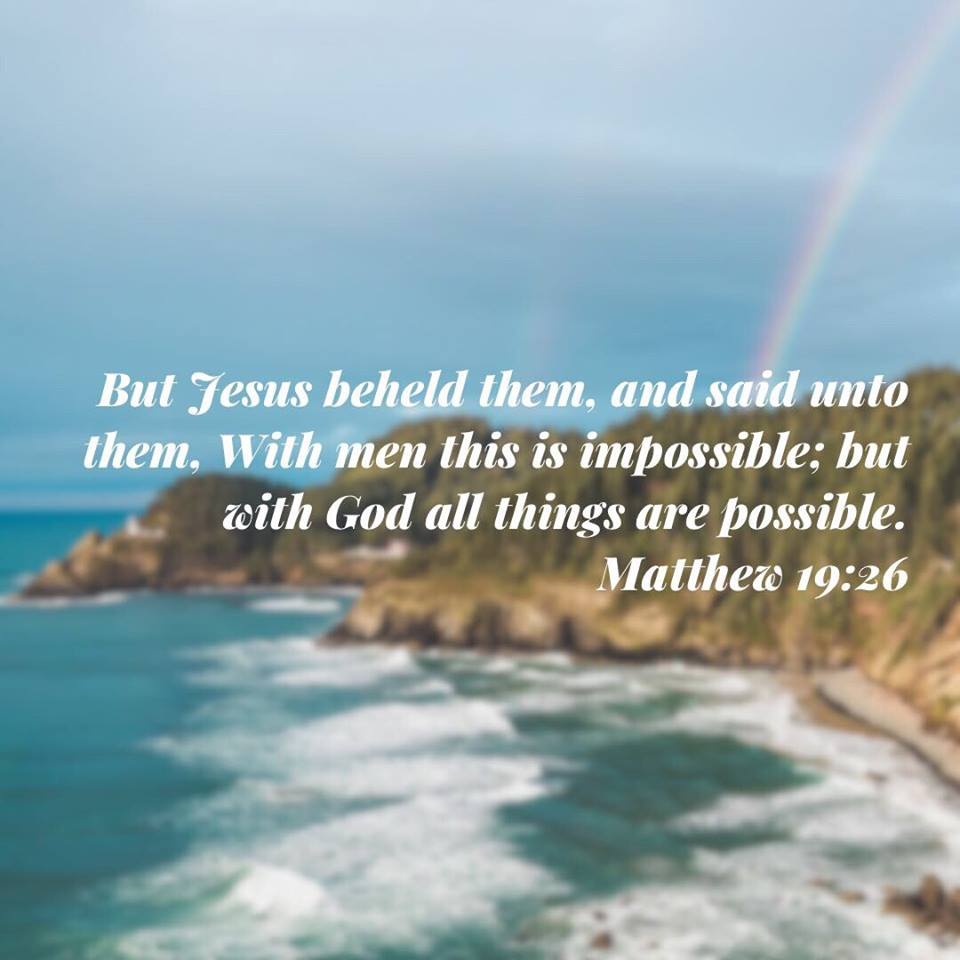 But Jesus beheld them, and said unto
them, With men this is impossible; but
with God all things are possible.
Matthew 19:26